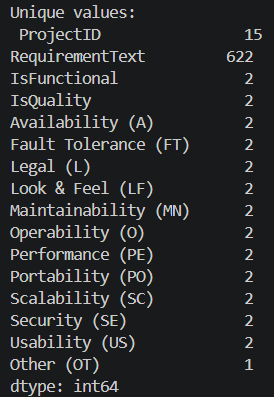 Unique values:
 ProjectID                15
RequirementText          622
IsFunctional              2
IsQuality                 2
Availability (A)          2
Fault Tolerance (FT)      2
Legal (L)                 2
Look & Feel (LF)          2
Maintainability (MN)      2
Operability (O)           2
Performance (PE)          2
Portability (PO)          2
Scalability (SC)          2
Security (SE)             2
Usability (US)            2
Other (OT)                1
dtype: int64